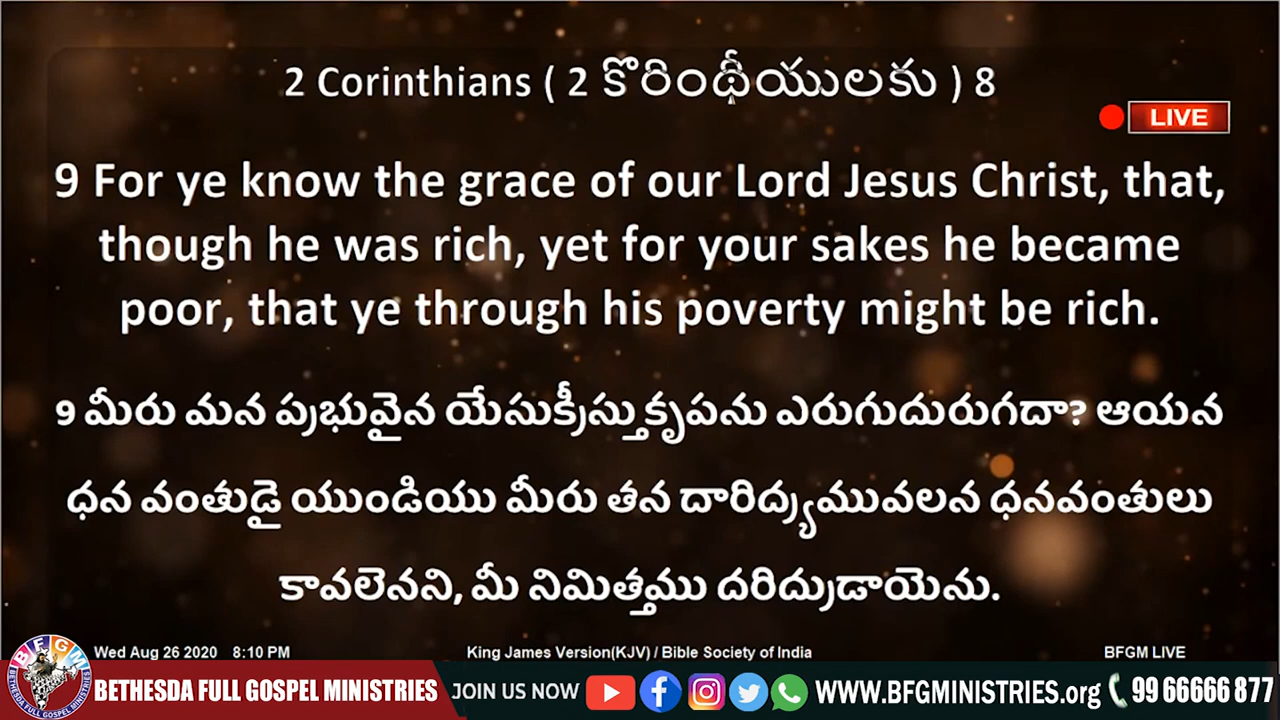 2 Corinthians ( 2 కొరింథీయులకు ) 8
LIVE
9 For ye know the grace of our Lord Jesus Christ, that,
though he was rich, yet for your sakes he became
poor, that ye through his poverty might be rich.
9 మీరు మన ప్రభువైన యేసుక్రీస్తుకృపను ఎరుగుదురుగదా? ఆయన
ధన వంతుడై యుండియు మీరు తన దారిద్ర్యమువలన ధనవంతులు
కావలెనని, మీ నిమిత్తము దరిద్రుడాయెను.
Wed Aug 26 2020 8:10 PM King James Version(KJV) / Bible Society of India BFGM LIVE
BFGM
BETHESDA FULL GOSPEL MINISTRIES
BETHESDA FULL GOSPEL MINISTRIES JOIN US NOW WWW.BFGMINISTRIES.org 99 66666 877